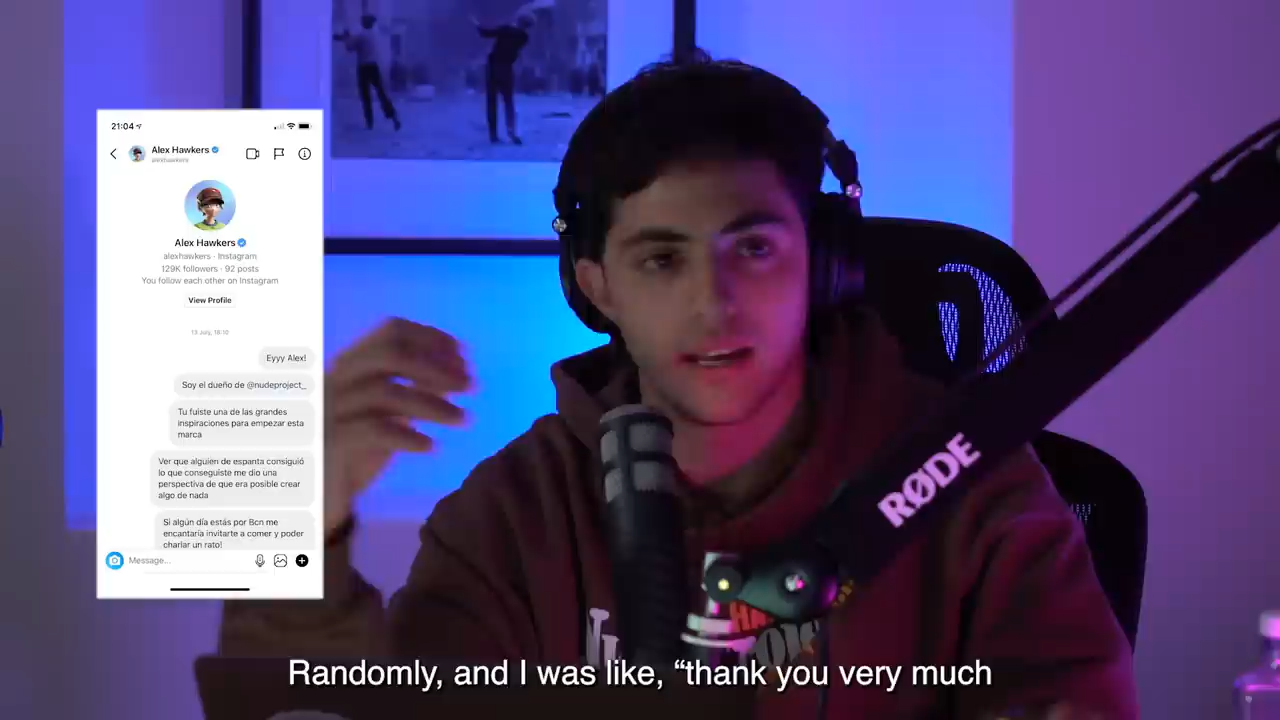 21:04
Alex Hawkers
alexhawkers
Alex Hawkers
alexhawkers · Instagram
129K followers · 92 posts
You follow each other on Instagram
View Profile
13 July, 18:10
Eyyy Alex!
Soy el dueño de @nudeproject_
Tu fuiste una de las grandes
inspiraciones para empezar esta
marca
Ver que alguien de espanta consiguió
lo que conseguiste me dio una
perspectiva de que era posible crear
algo de nada
Si algún día estás por Bcn me
encantaría invitarte a comer y poder
charlar un rato!
Message...
RØDE
Randomly, and I was like, “thank you very much